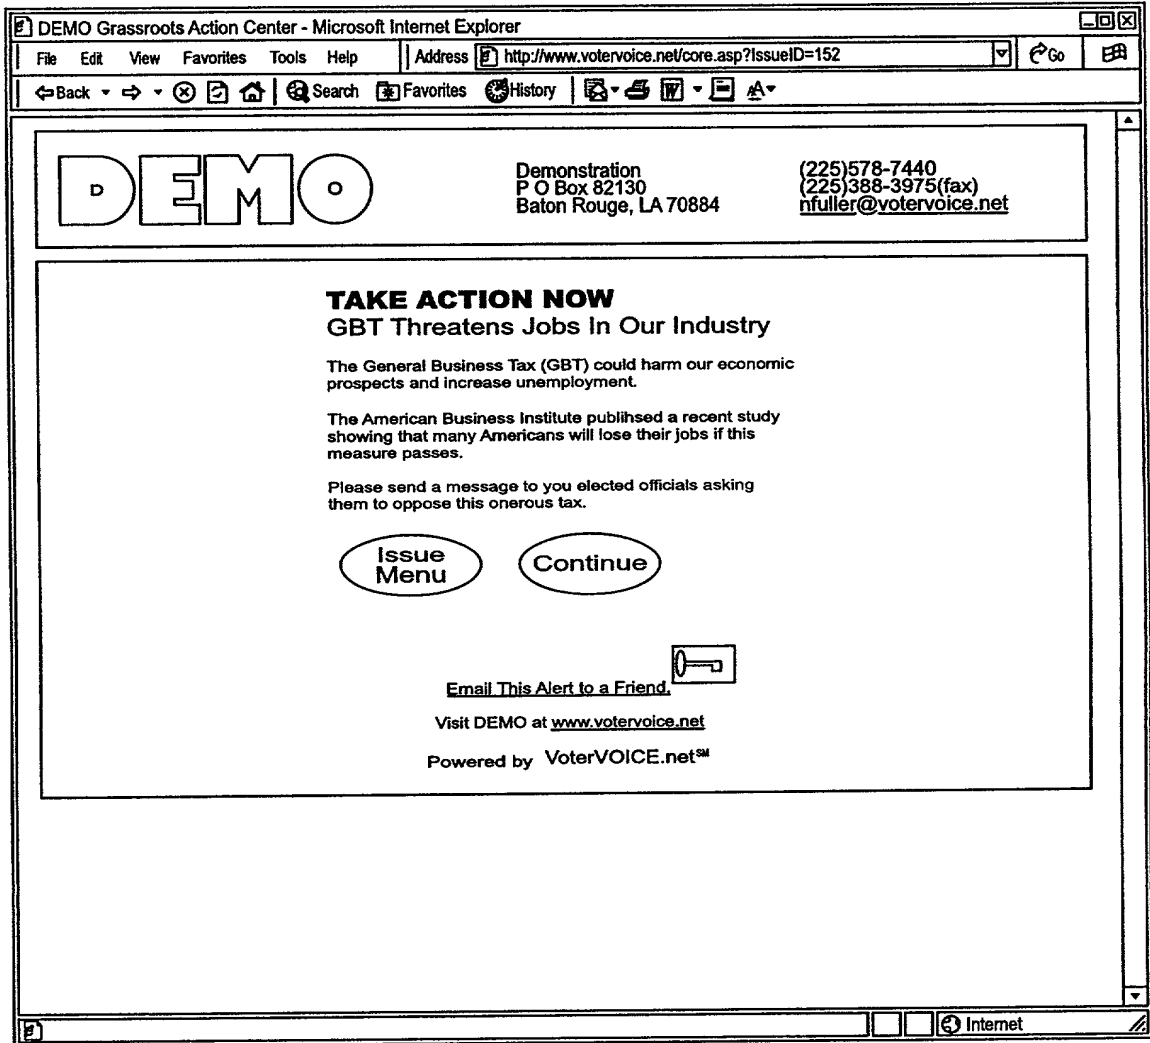 DEMO Grassroots Action Center - Microsoft Internet Explorer
File Edit View Favorites Tools Help Address http://www.votervoice.net/core.asp?IssueID=152 Go
Back Search Favorites History
DEMO
Demonstration
P O Box 82130
Baton Rouge, LA 70884
(225)578-7440
(225)388-3975(fax)
nfuller@votervoice.net
TAKE ACTION NOW
GBT Threatens Jobs In Our Industry
The General Business Tax (GBT) could harm our economic
prospects and increase unemployment.
The American Business Institute publihsed a recent study
showing that many Americans will lose their jobs if this
measure passes.
Please send a message to you elected officials asking
them to oppose this onerous tax.
Issue
Menu
Continue
Email This Alert to a Friend.
Visit DEMO at www.votervoice.net
Powered by VoterVOICE.net℠
Internet